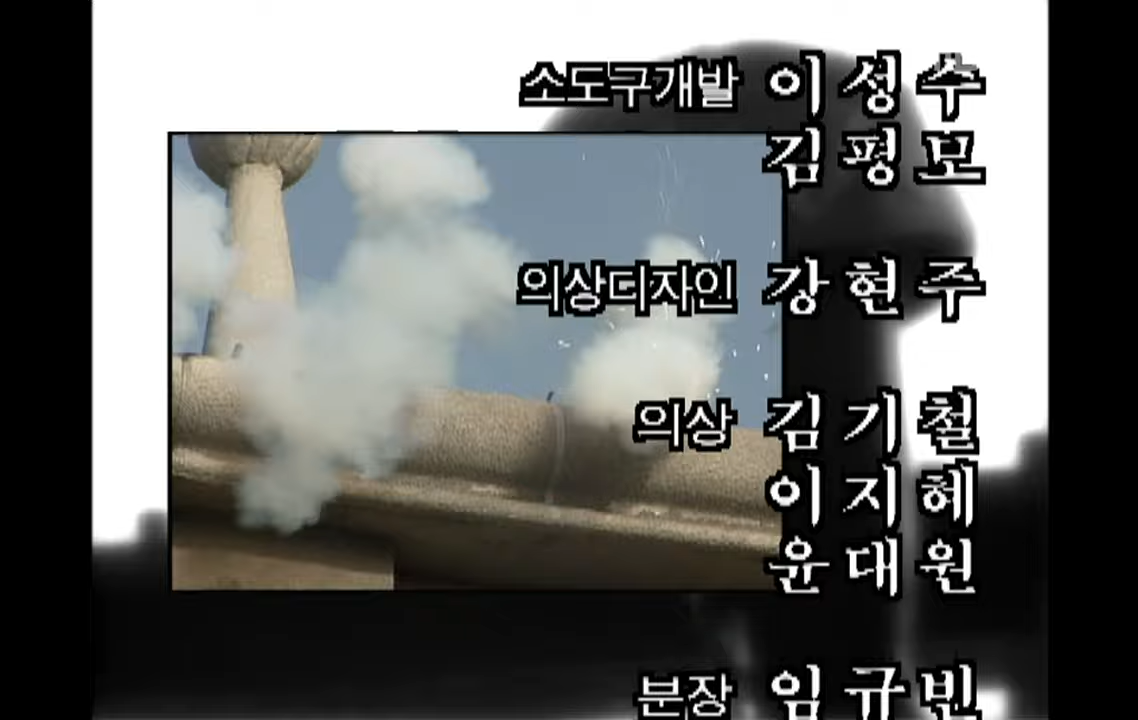 소도구개발 이성수
김평모
의상디자인 강현주
의상 김기철
이지혜
윤대원
분장 임규빈